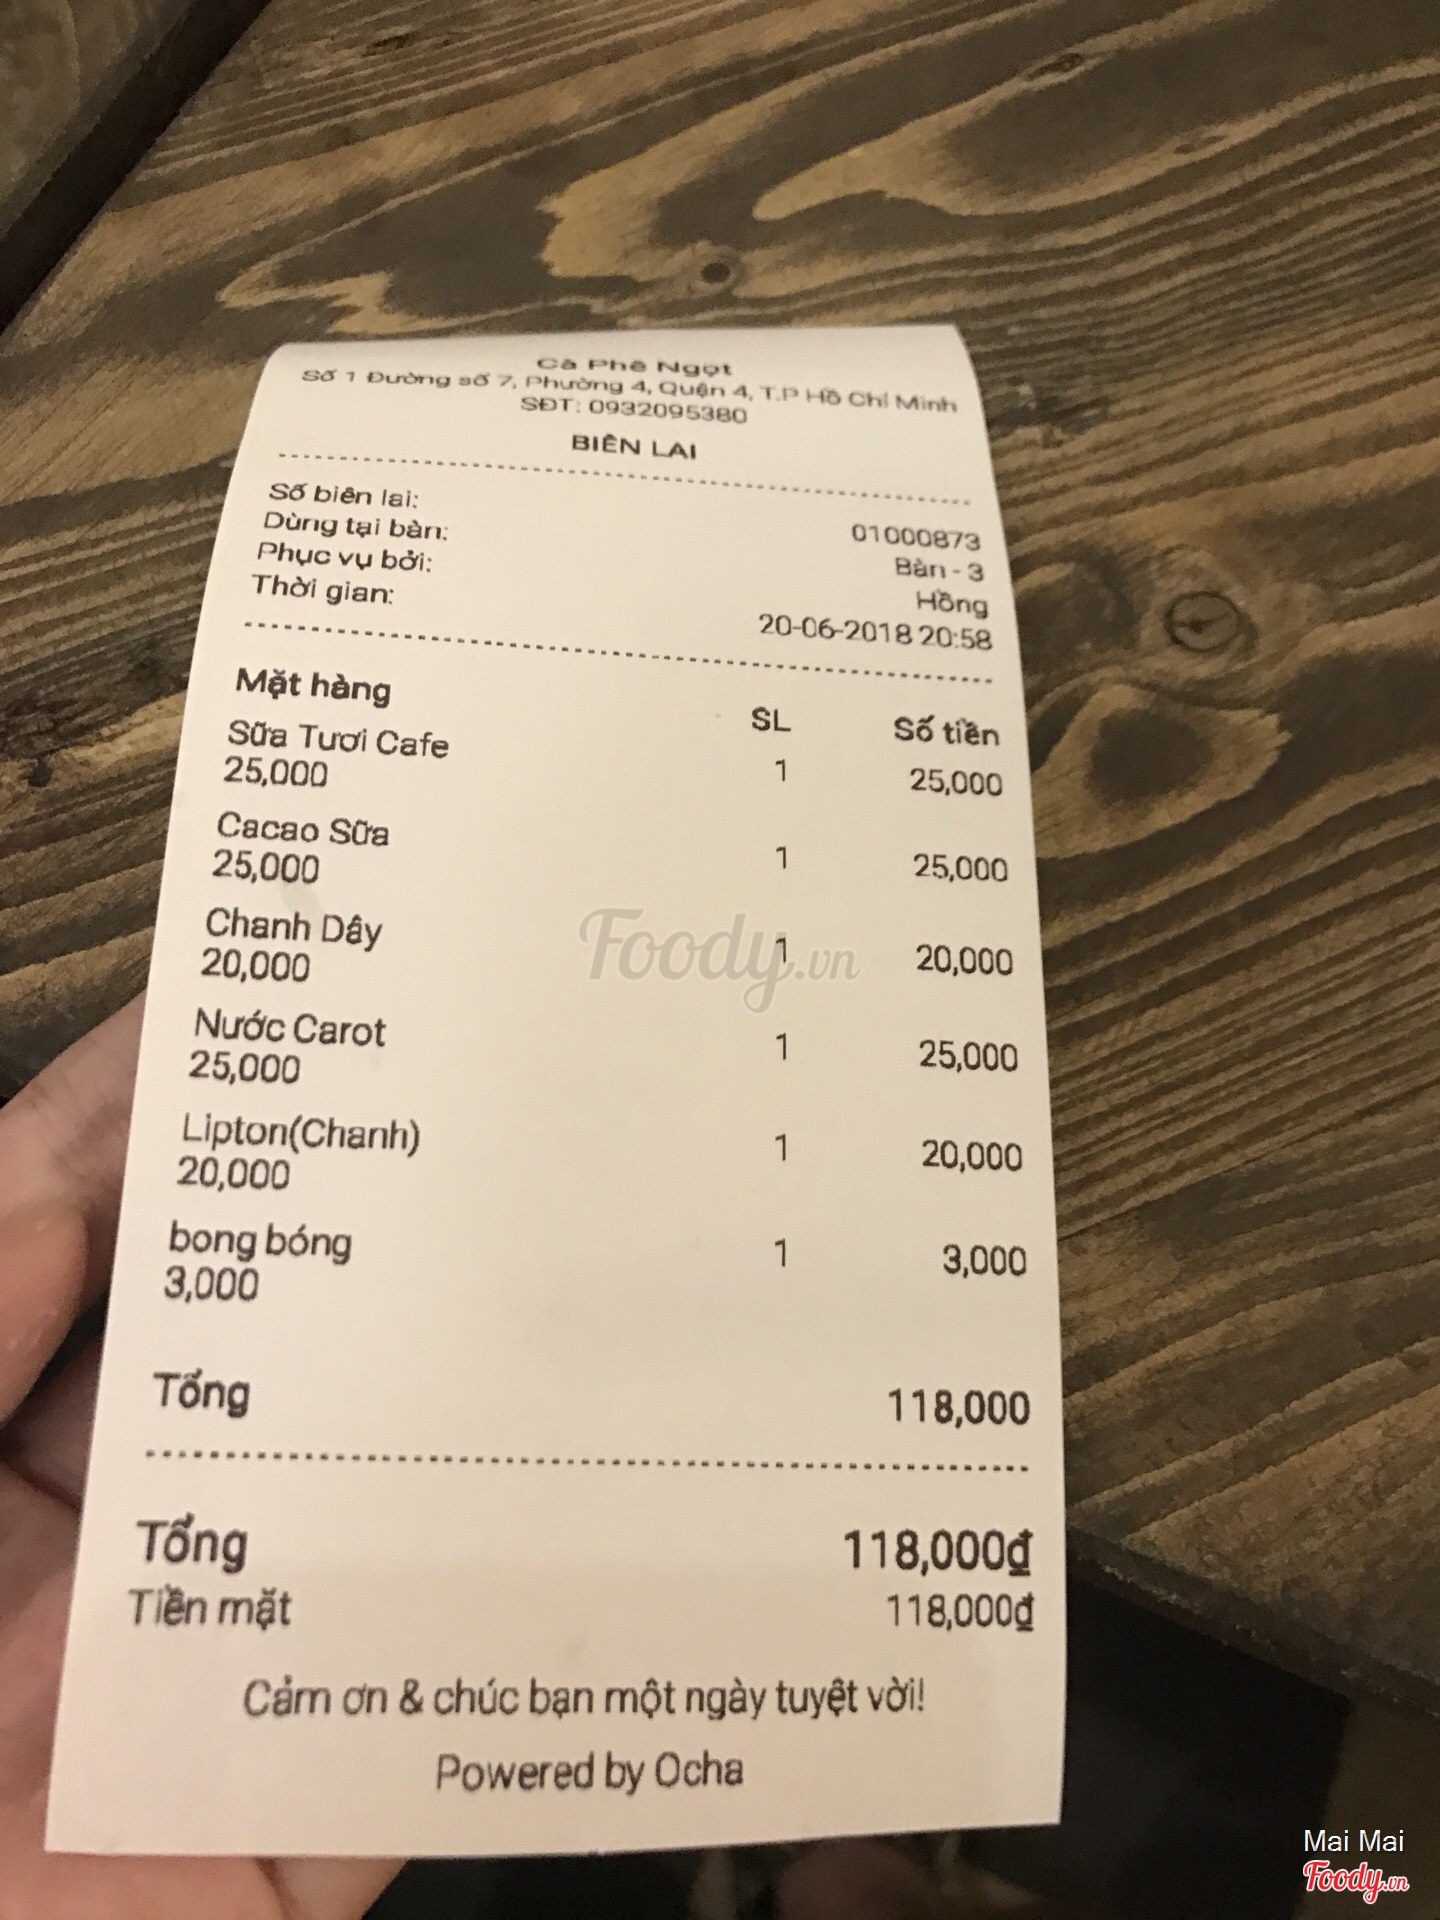 Cà Phê Ngọt
Số 1 Đường số 7, Phường 4, Quận 4, T.P Hồ Chí Minh
SĐT: 0932095380
BIÊN LAI
Số biên lai: 01000873
Dùng tại bàn: Bàn - 3
Phục vụ bởi: Hồng
Thời gian: 20-06-2018 20:58
Mặt hàng SL Số tiền
Sữa Tươi Cafe
25,000 1 25,000
Cacao Sữa
25,000 1 25,000
Chanh Dây
20,000 1 20,000
Foody.vn
Nước Carot
25,000 1 25,000
Lipton(Chanh)
20,000 1 20,000
bong bóng
3,000 1 3,000
Tổng 118,000
Tổng 118,000₫
Tiền mặt 118,000₫
Cảm ơn & chúc bạn một ngày tuyệt vời!
Powered by Ocha
Mai Mai
Foody.vn